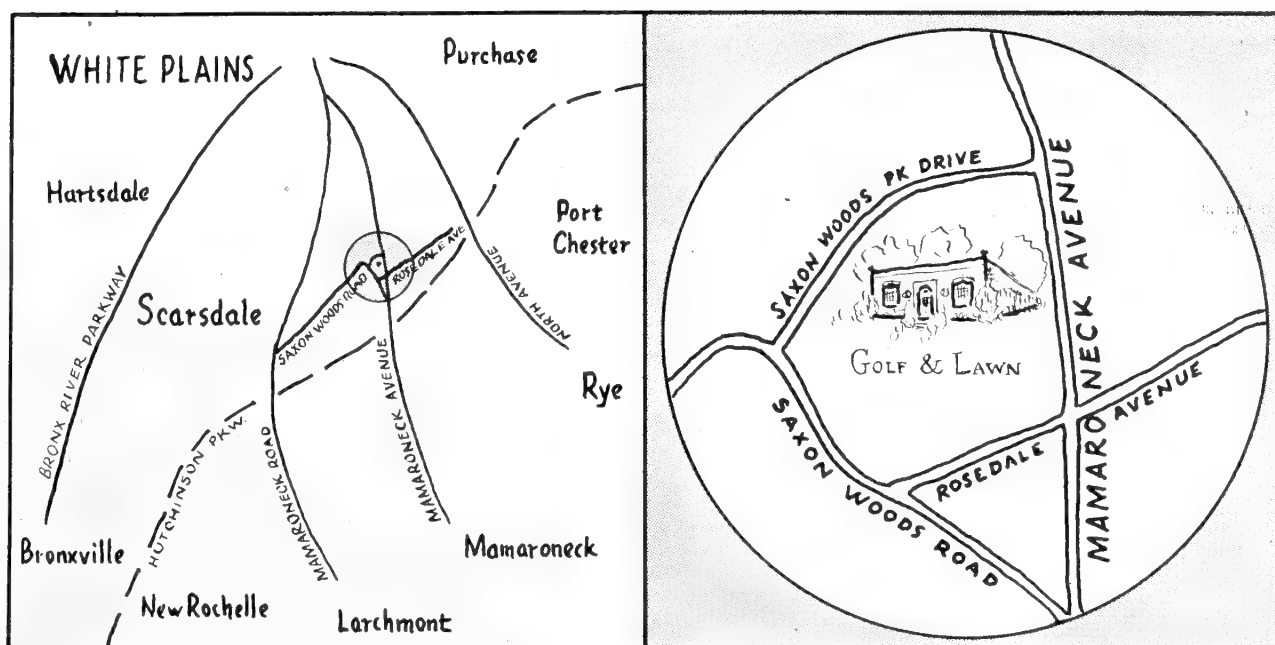 WHITE PLAINS
Purchase
Hartsdale
Port
Chester
BRONX RIVER PARKWAY
Scarsdale
SAXON WOODS ROAD
ROSEDALE AVE
NORTH AVENUE
Rye
HUTCHINSON PKW.
MAMARONECK ROAD
MAMARONECK AVENUE
Bronxville
Mamaroneck
New Rochelle
Larchmont
SAXON WOODS PK DRIVE
MAMARONECK AVENUE
GOLF & LAWN
ROSEDALE AVENUE
SAXON WOODS ROAD